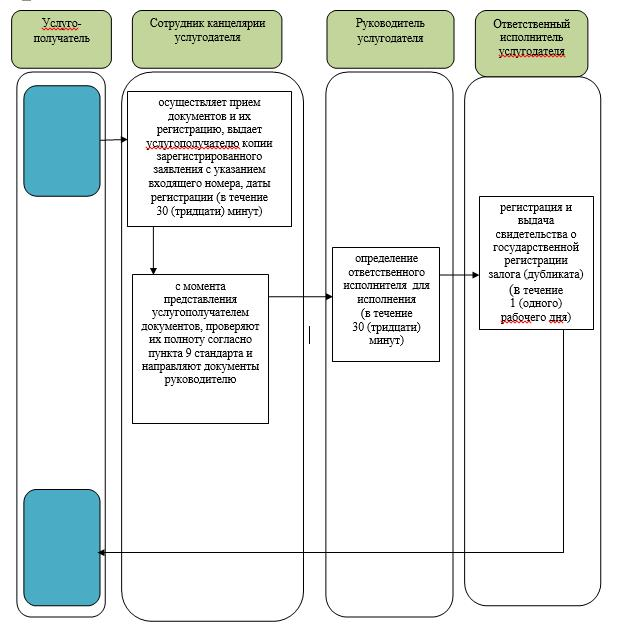 Услуго-
получатель
Сотрудник канцелярии
услугодателя
Руководитель
услугодателя
Ответственный
исполнитель
услугодателя
осуществляет прием
документов и их
регистрацию, выдает
услугополучателю копии
зарегистрированного
заявления с указанием
входящего номера, даты
регистрации (в течение
30 (тридцати) минут)
с момента
представления
услугополучателем
документов, проверяют
их полноту согласно
пункта 9 стандарта и
направляют документы
руководителю
определение
ответственного
исполнителя для
исполнения
(в течение
30 (тридцати)
минут)
регистрация и
выдача
свидетельства о
государственной
регистрации
залога (дубликата)
(в течение
1 (одного)
рабочего дня)